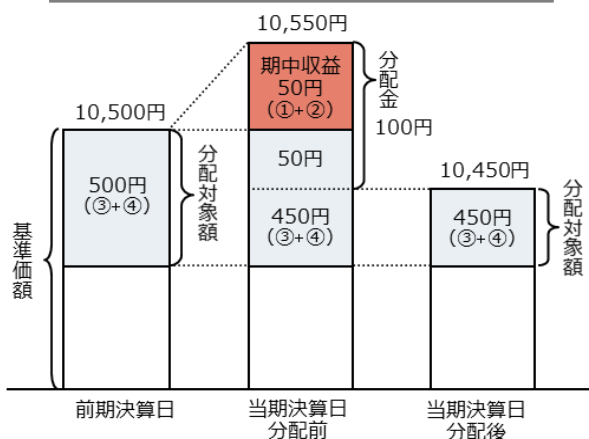 10,550円
期中収益
50円
(①+②)
分配金
100円
10,500円
500円
(③+④)
分配対象額
50円
450円
(③+④)
10,450円
450円
(③+④)
分配対象額
基準価額
前期決算日
当期決算日
分配前
当期決算日
分配後